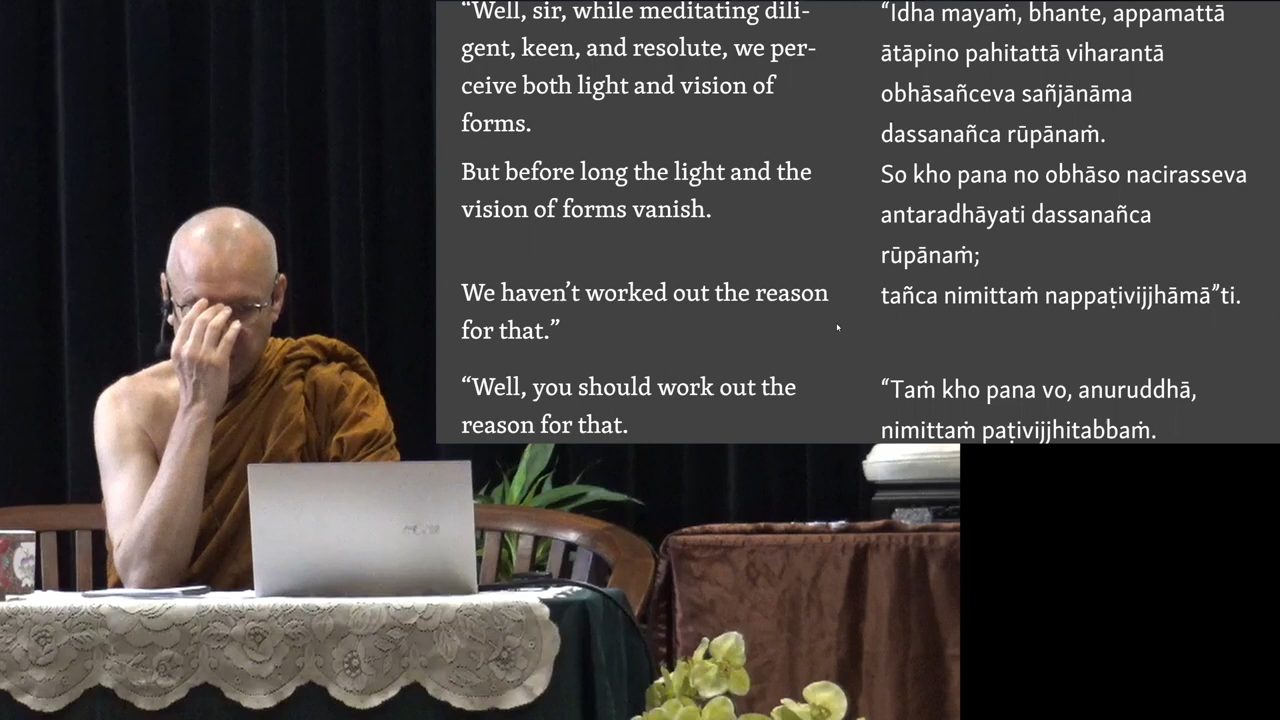 “Well, sir, while meditating dili-
gent, keen, and resolute, we per-
ceive both light and vision of
forms.
But before long the light and the
vision of forms vanish.
We haven’t worked out the reason
for that.”
“Well, you should work out the
reason for that.
“Idha mayaṁ, bhante, appamattā
ātāpino pahitattā viharantā
obhāsañceva sañjānāma
dassanañca rūpānaṁ.
So kho pana no obhāso nacirasseva
antaradhāyati dassanañca
rūpānaṁ;
tañca nimittaṁ nappaṭivijjhāmā”ti.
“Taṁ kho pana vo, anuruddhā,
nimittaṁ paṭivijjhitabbaṁ.